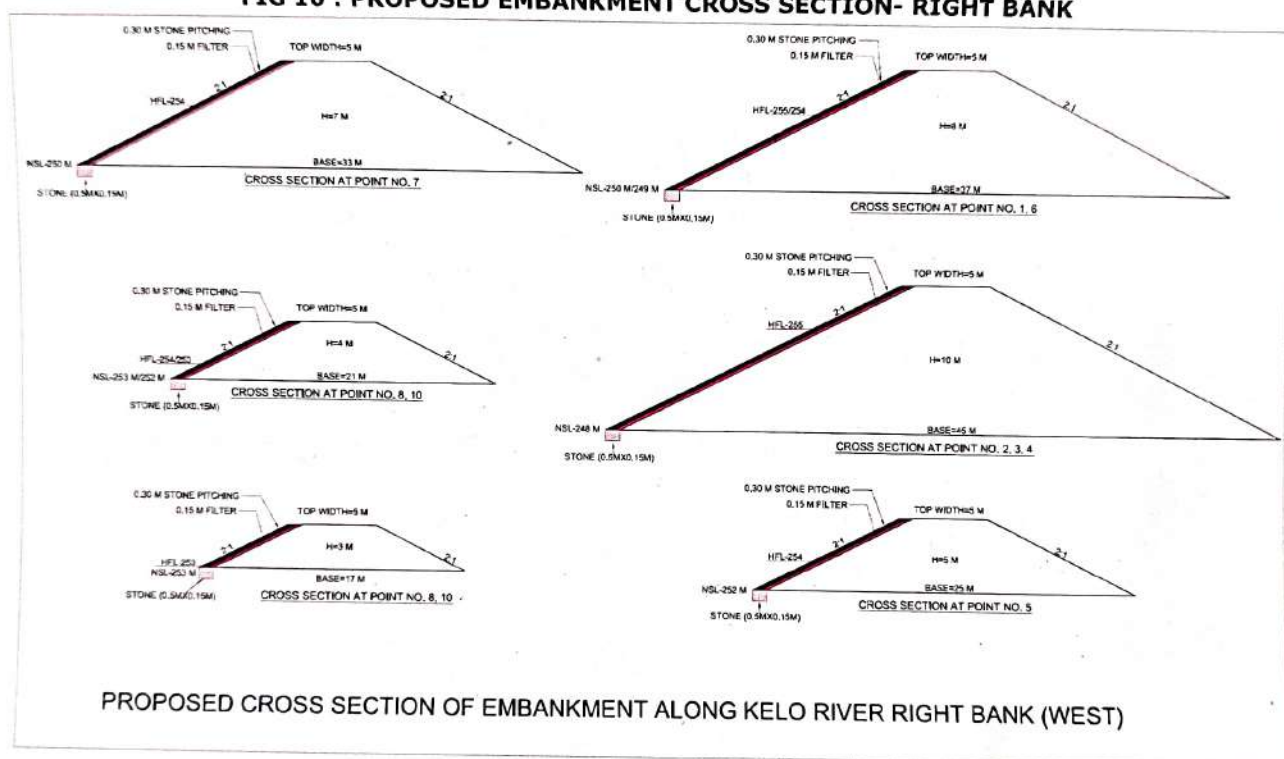 FIG 10 : PROPOSED EMBANKMENT CROSS SECTION- RIGHT BANK
0.30 M STONE PITCHING
0.15 M FILTER
TOP WIDTH=5 M
2:1
2:1
HFL-254
H=7 M
NSL-250 M
BASE=33 M
STONE (0.5MX0.15M)
CROSS SECTION AT POINT NO. 7
0.30 M STONE PITCHING
0.15 M FILTER
TOP WIDTH=5 M
2:1
2:1
HFL-255/254
H=8 M
NSL-250 M/249 M
BASE=37 M
STONE (0.5MX0.15M)
CROSS SECTION AT POINT NO. 1, 6
0.30 M STONE PITCHING
0.15 M FILTER
TOP WIDTH=5 M
2:1
2:1
H=4 M
HFL-254/253
NSL-253 M/252 M
BASE=21 M
STONE (0.5MX0.15M)
CROSS SECTION AT POINT NO. 8, 10
0.30 M STONE PITCHING
0.15 M FILTER
TOP WIDTH=5 M
2:1
2:1
HFL-255
H=10 M
NSL-248 M
BASE=45 M
STONE (0.5MX0.15M)
CROSS SECTION AT POINT NO. 2, 3, 4
0.30 M STONE PITCHING
0.15 M FILTER
TOP WIDTH=5 M
2:1
2:1
H=3 M
HFL-253
NSL-253 M
BASE=17 M
STONE (0.5MX0.15M)
CROSS SECTION AT POINT NO. 8, 10
0.30 M STONE PITCHING
0.15 M FILTER
TOP WIDTH=5 M
2:1
2:1
HFL-254
H=5 M
NSL-252 M
BASE=25 M
STONE (0.5MX0.15M)
CROSS SECTION AT POINT NO. 5
PROPOSED CROSS SECTION OF EMBANKMENT ALONG KELO RIVER RIGHT BANK (WEST)